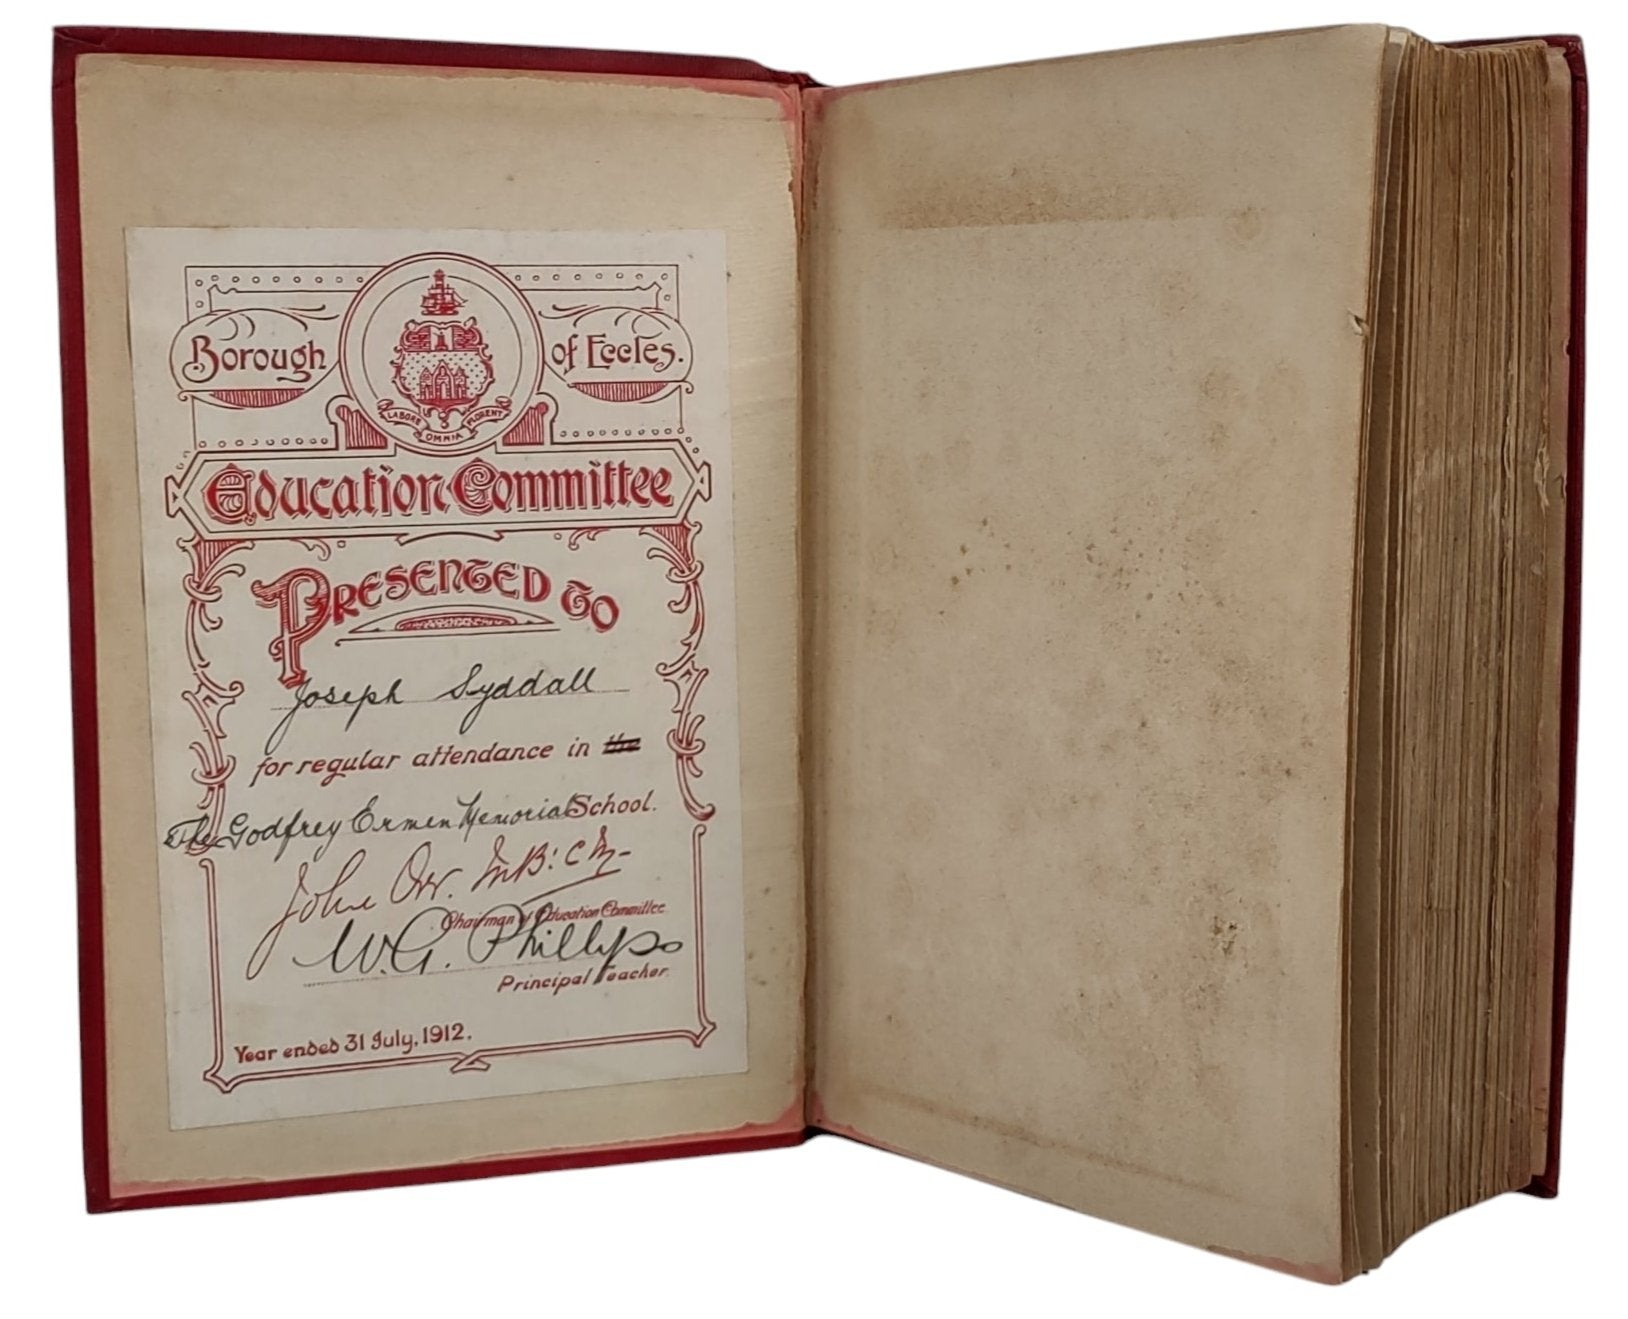 Borough of Eccles.
LABORE OMNIA FLORENT
Education Committee
PRESENTED TO
Joseph Syddall
for regular attendance in the
The Godfrey Ermen Memorial School.
John Orr. M.B: C M-
Chairman of Education Committee
W.G. Phillips
Principal Teacher.
Year ended 31 July, 1912.